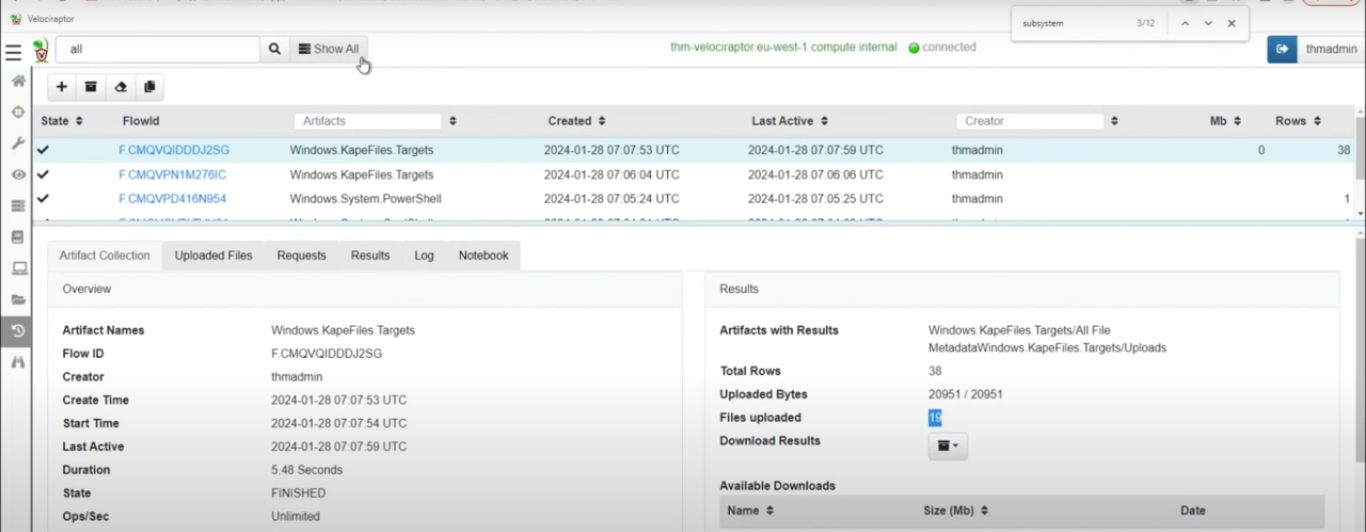 subsystem 3/12
Velociraptor
all Show All thm-velociraptor.eu-west-1.compute.internal connected thmadmin
State FlowId Artifacts Created Last Active Creator Mb Rows
F.CMQVQIDDDJ2SG Windows.KapeFiles.Targets 2024-01-28 07:07:53 UTC 2024-01-28 07:07:59 UTC thmadmin 0 38
F.CMQVPN1M276IC Windows.KapeFiles.Targets 2024-01-28 07:06:04 UTC 2024-01-28 07:06:06 UTC thmadmin
F.CMQVPD416N954 Windows.System.PowerShell 2024-01-28 07:05:24 UTC 2024-01-28 07:05:25 UTC thmadmin 1
Artifact Collection Uploaded Files Requests Results Log Notebook
Overview
Artifact Names Windows.KapeFiles.Targets
Flow ID F.CMQVQIDDDJ2SG
Creator thmadmin
Create Time 2024-01-28 07:07:53 UTC
Start Time 2024-01-28 07:07:54 UTC
Last Active 2024-01-28 07:07:59 UTC
Duration 5.48 Seconds
State FINISHED
Ops/Sec Unlimited
Results
Artifacts with Results Windows.KapeFiles.Targets/All File
MetadataWindows.KapeFiles.Targets/Uploads
Total Rows 38
Uploaded Bytes 20951 / 20951
Files uploaded 19
Download Results
Available Downloads
Name Size (Mb) Date